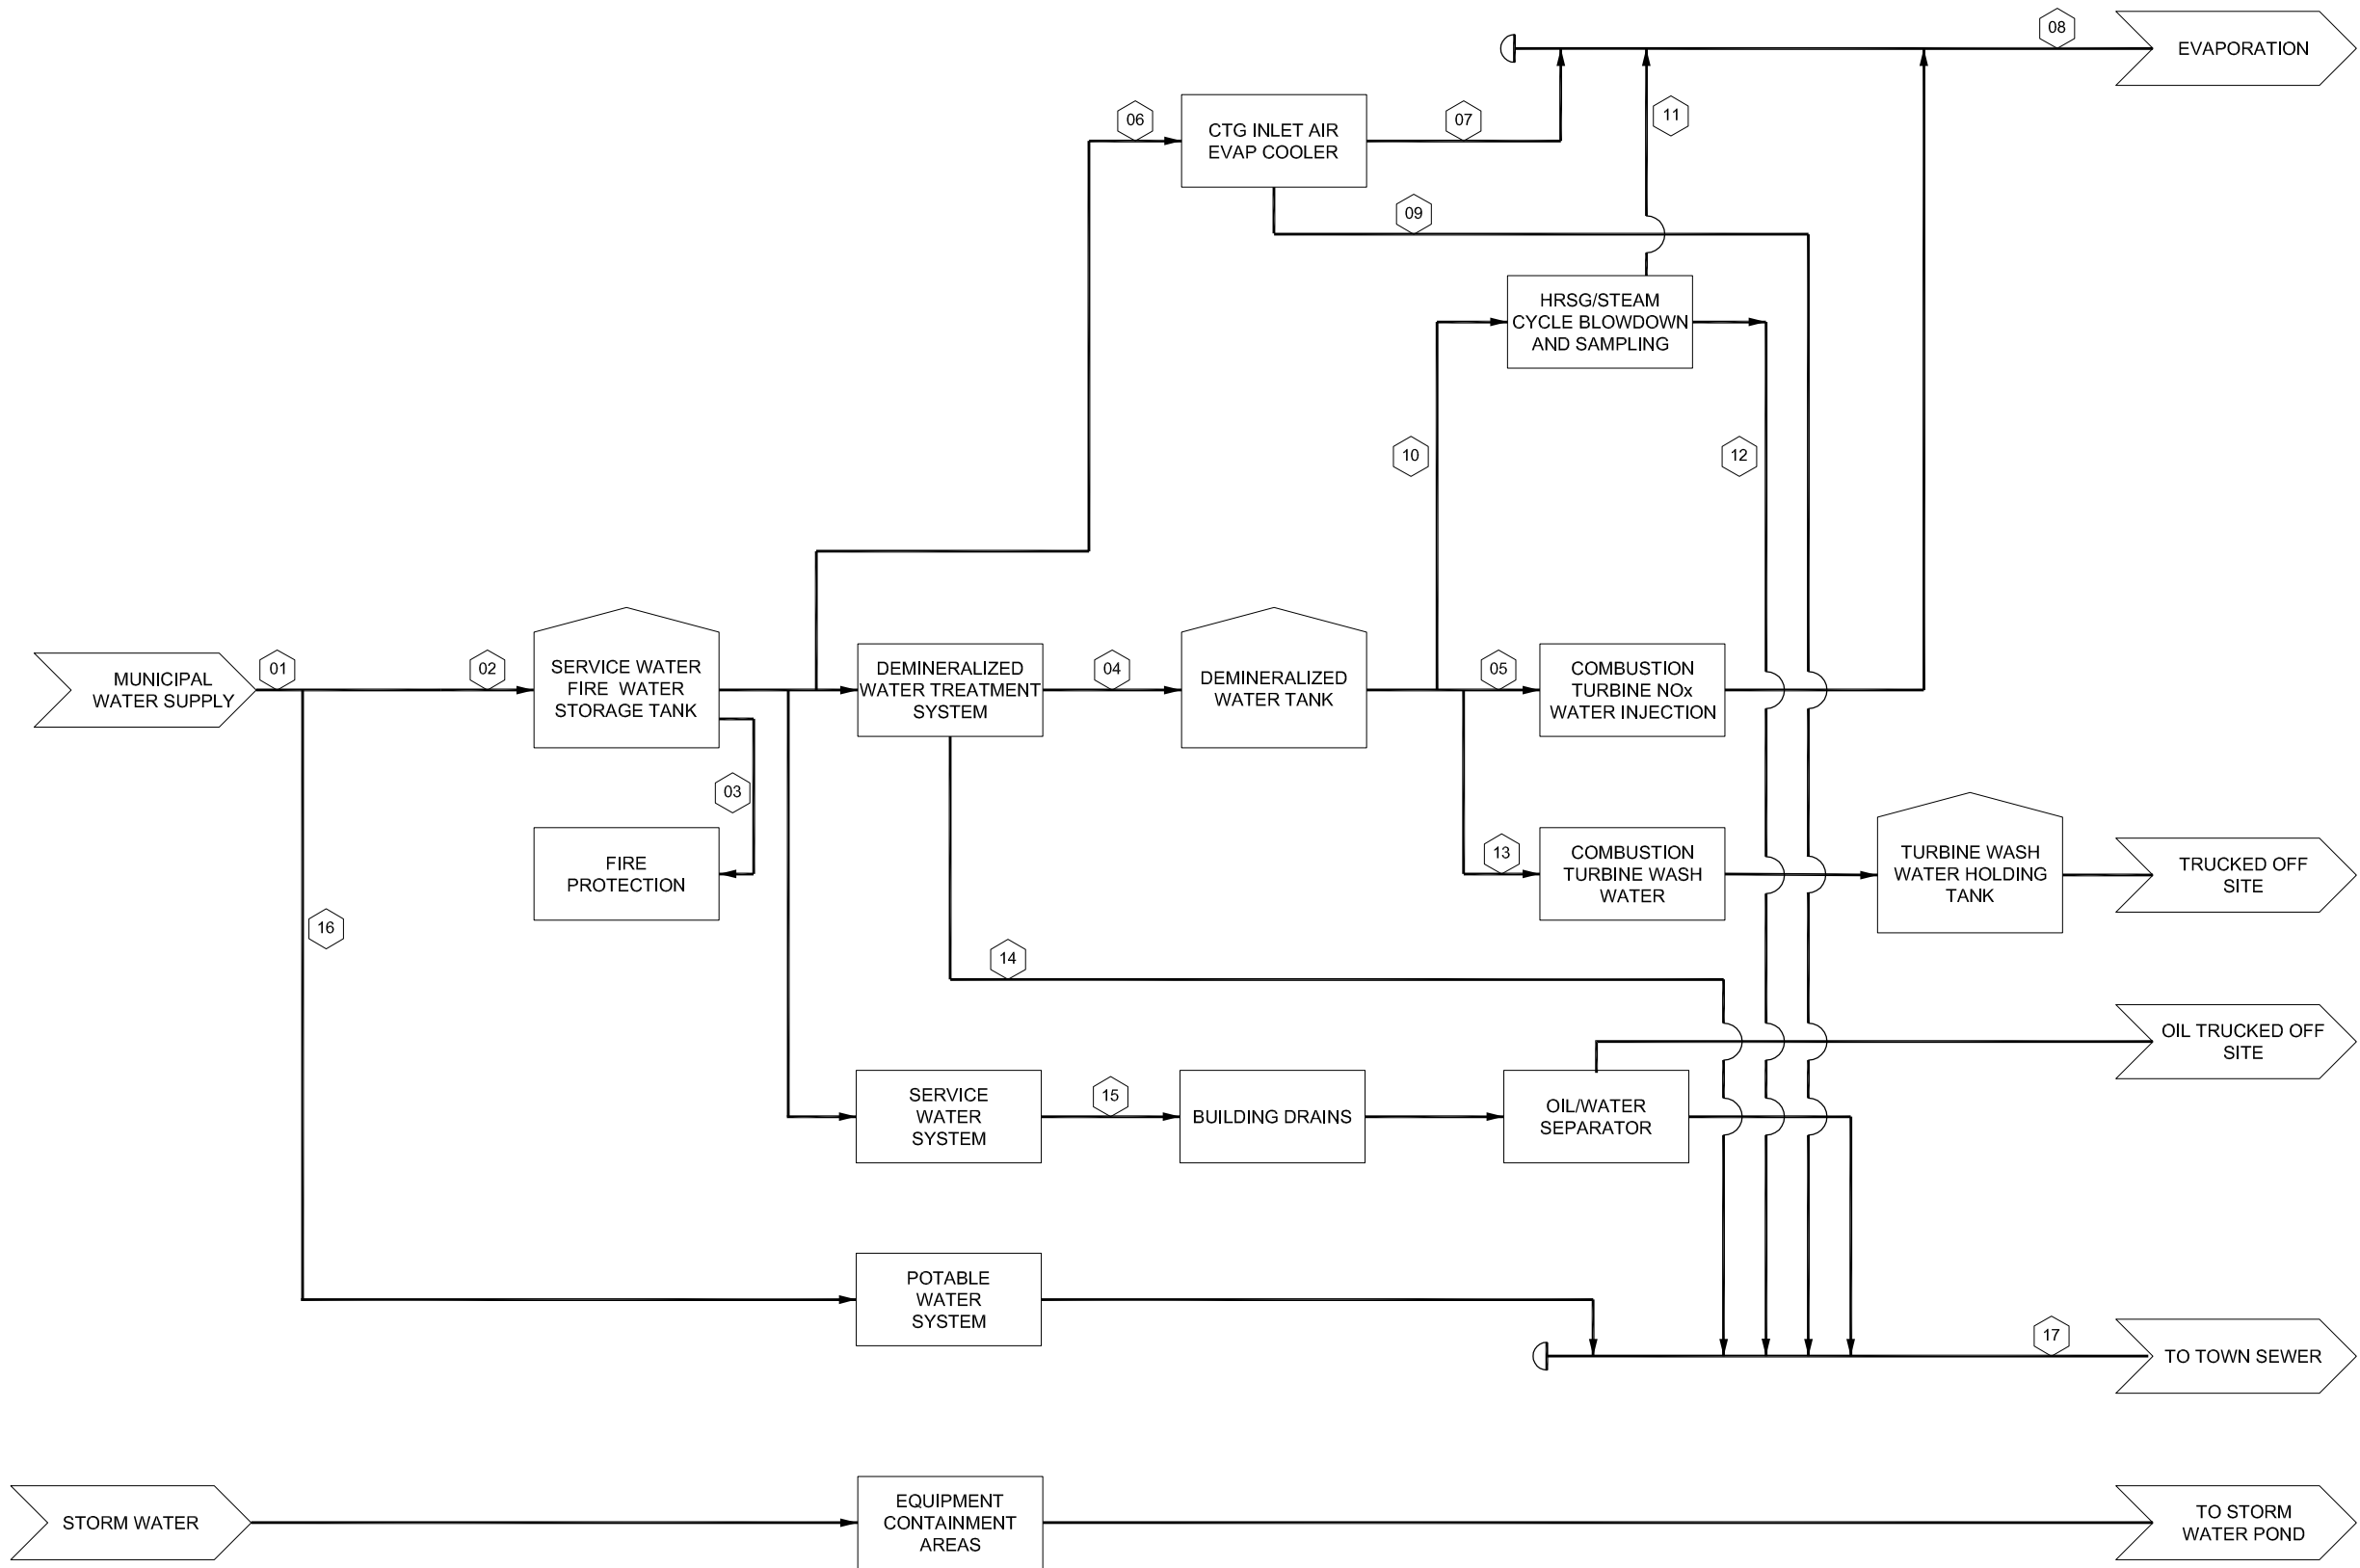 08
EVAPORATION
06
CTG INLET AIR
EVAP COOLER
07
11
09
HRSG/STEAM
CYCLE BLOWDOWN
AND SAMPLING
10
12
01
MUNICIPAL
WATER SUPPLY
02
SERVICE WATER
FIRE WATER
STORAGE TANK
DEMINERALIZED
WATER TREATMENT
SYSTEM
04
DEMINERALIZED
WATER TANK
05
COMBUSTION
TURBINE NOx
WATER INJECTION
03
FIRE
PROTECTION
13
COMBUSTION
TURBINE WASH
WATER
TURBINE WASH
WATER HOLDING
TANK
TRUCKED OFF
SITE
16
14
OIL TRUCKED OFF
SITE
SERVICE
WATER
SYSTEM
15
BUILDING DRAINS
OIL/WATER
SEPARATOR
POTABLE
WATER
SYSTEM
17
TO TOWN SEWER
STORM WATER
EQUIPMENT
CONTAINMENT
AREAS
TO STORM
WATER POND